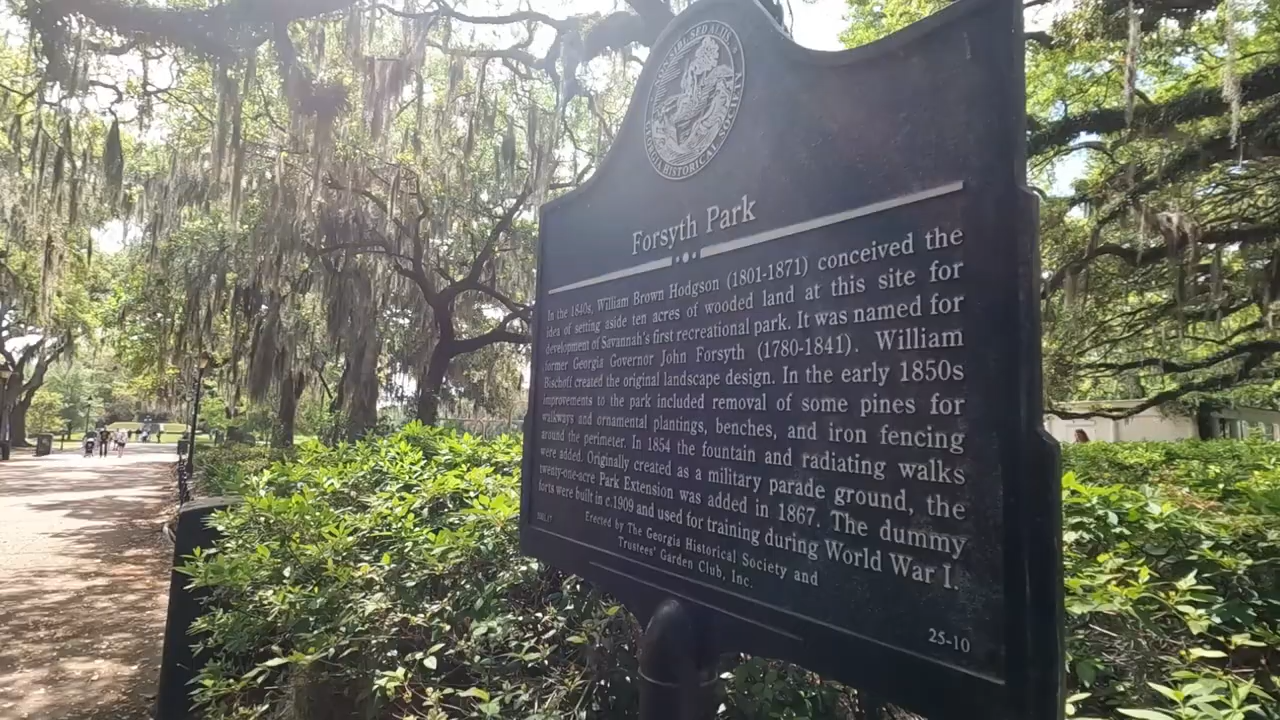 GEORGIA HISTORICAL SOCIETY
Forsyth Park
In the 1840s, William Brown Hodgson (1801-1871) conceived the
idea of setting aside ten acres of wooded land at this site for
development of Savannah's first recreational park. It was named for
former Georgia Governor John Forsyth (1780-1841). William
Bischoff created the original landscape design. In the early 1850s
improvements to the park included removal of some pines for
walkways and ornamental plantings, benches, and iron fencing
around the perimeter. In 1854 the fountain and radiating walks
were added. Originally created as a military parade ground, the
twenty-one-acre Park Extension was added in 1867. The dummy
forts were built in c.1909 and used for training during World War I.
Erected by The Georgia Historical Society and
Trustees' Garden Club, Inc.
25-10